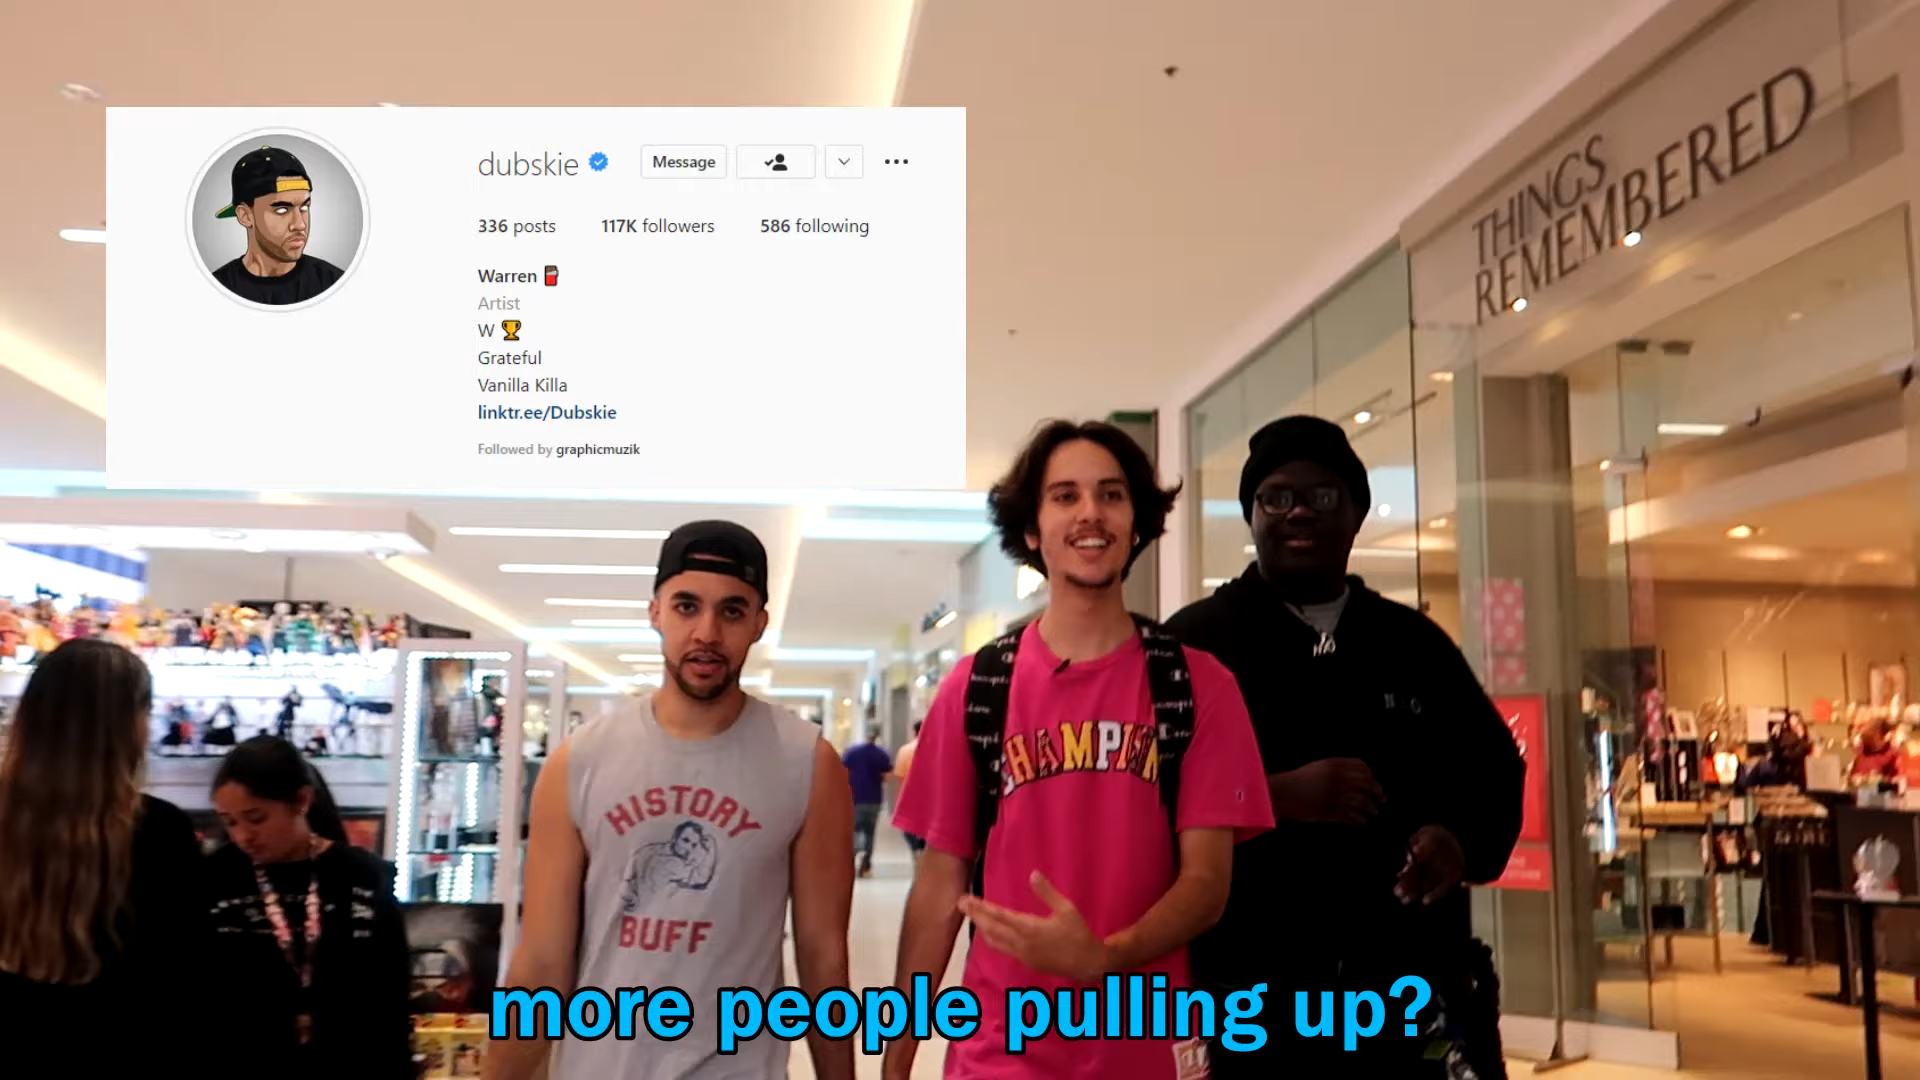 dubskie
Message
336 posts 117K followers 586 following
Warren
Artist
W
Grateful
Vanilla Killa
linktr.ee/Dubskie
Followed by graphicmuzik
THINGS
REMEMBERED
CHAMPION
HISTORY
BUFF
more people pulling up?